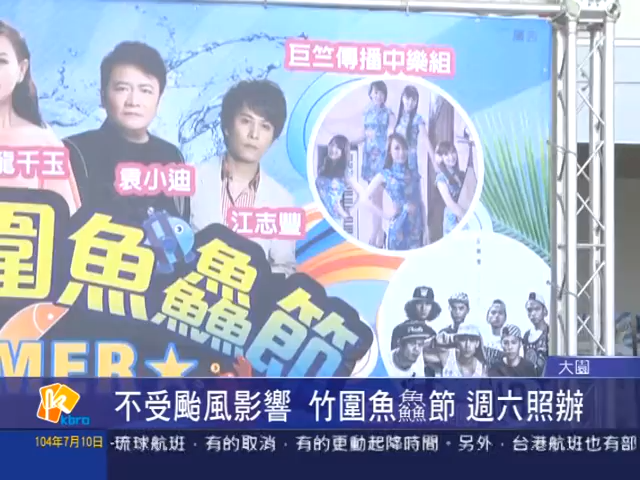 廣告
巨竺傳播中樂組
龍千玉
袁小迪
江志豐
圍魚鱻節
MER★
大園
不受颱風影響 竹圍魚鱻節 週六照辦
kbro
104年7月10日
-琉球航班，有的取消，有的更動起降時間。另外，台港航班也有部